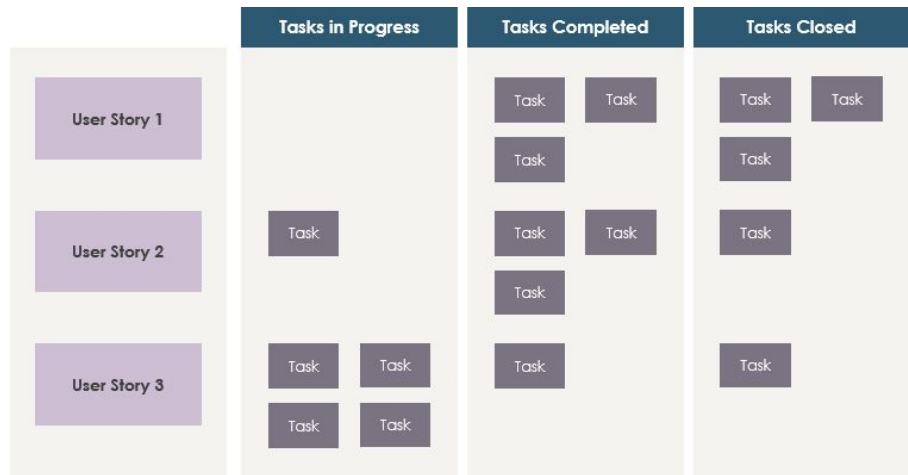 Tasks in Progress Tasks Completed Tasks Closed
User Story 1
Task Task Task Task
Task Task
User Story 2
Task Task Task Task
Task
User Story 3
Task Task Task Task
Task Task